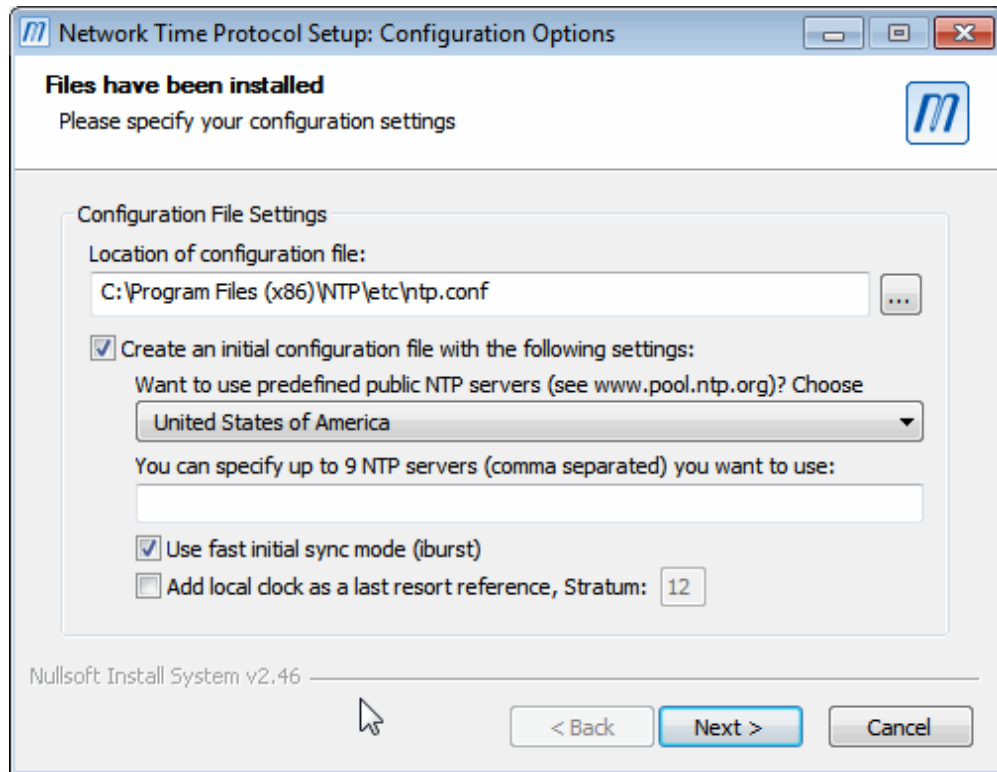 Network Time Protocol Setup: Configuration Options
Files have been installed
Please specify your configuration settings
Configuration File Settings
Location of configuration file:
C:\Program Files (x86)\NTP\etc\ntp.conf
...
Create an initial configuration file with the following settings:
Want to use predefined public NTP servers (see www.pool.ntp.org)? Choose
United States of America
You can specify up to 9 NTP servers (comma separated) you want to use:
Use fast initial sync mode (iburst)
Add local clock as a last resort reference, Stratum: 12
Nullsoft Install System v2.46
< Back Next > Cancel